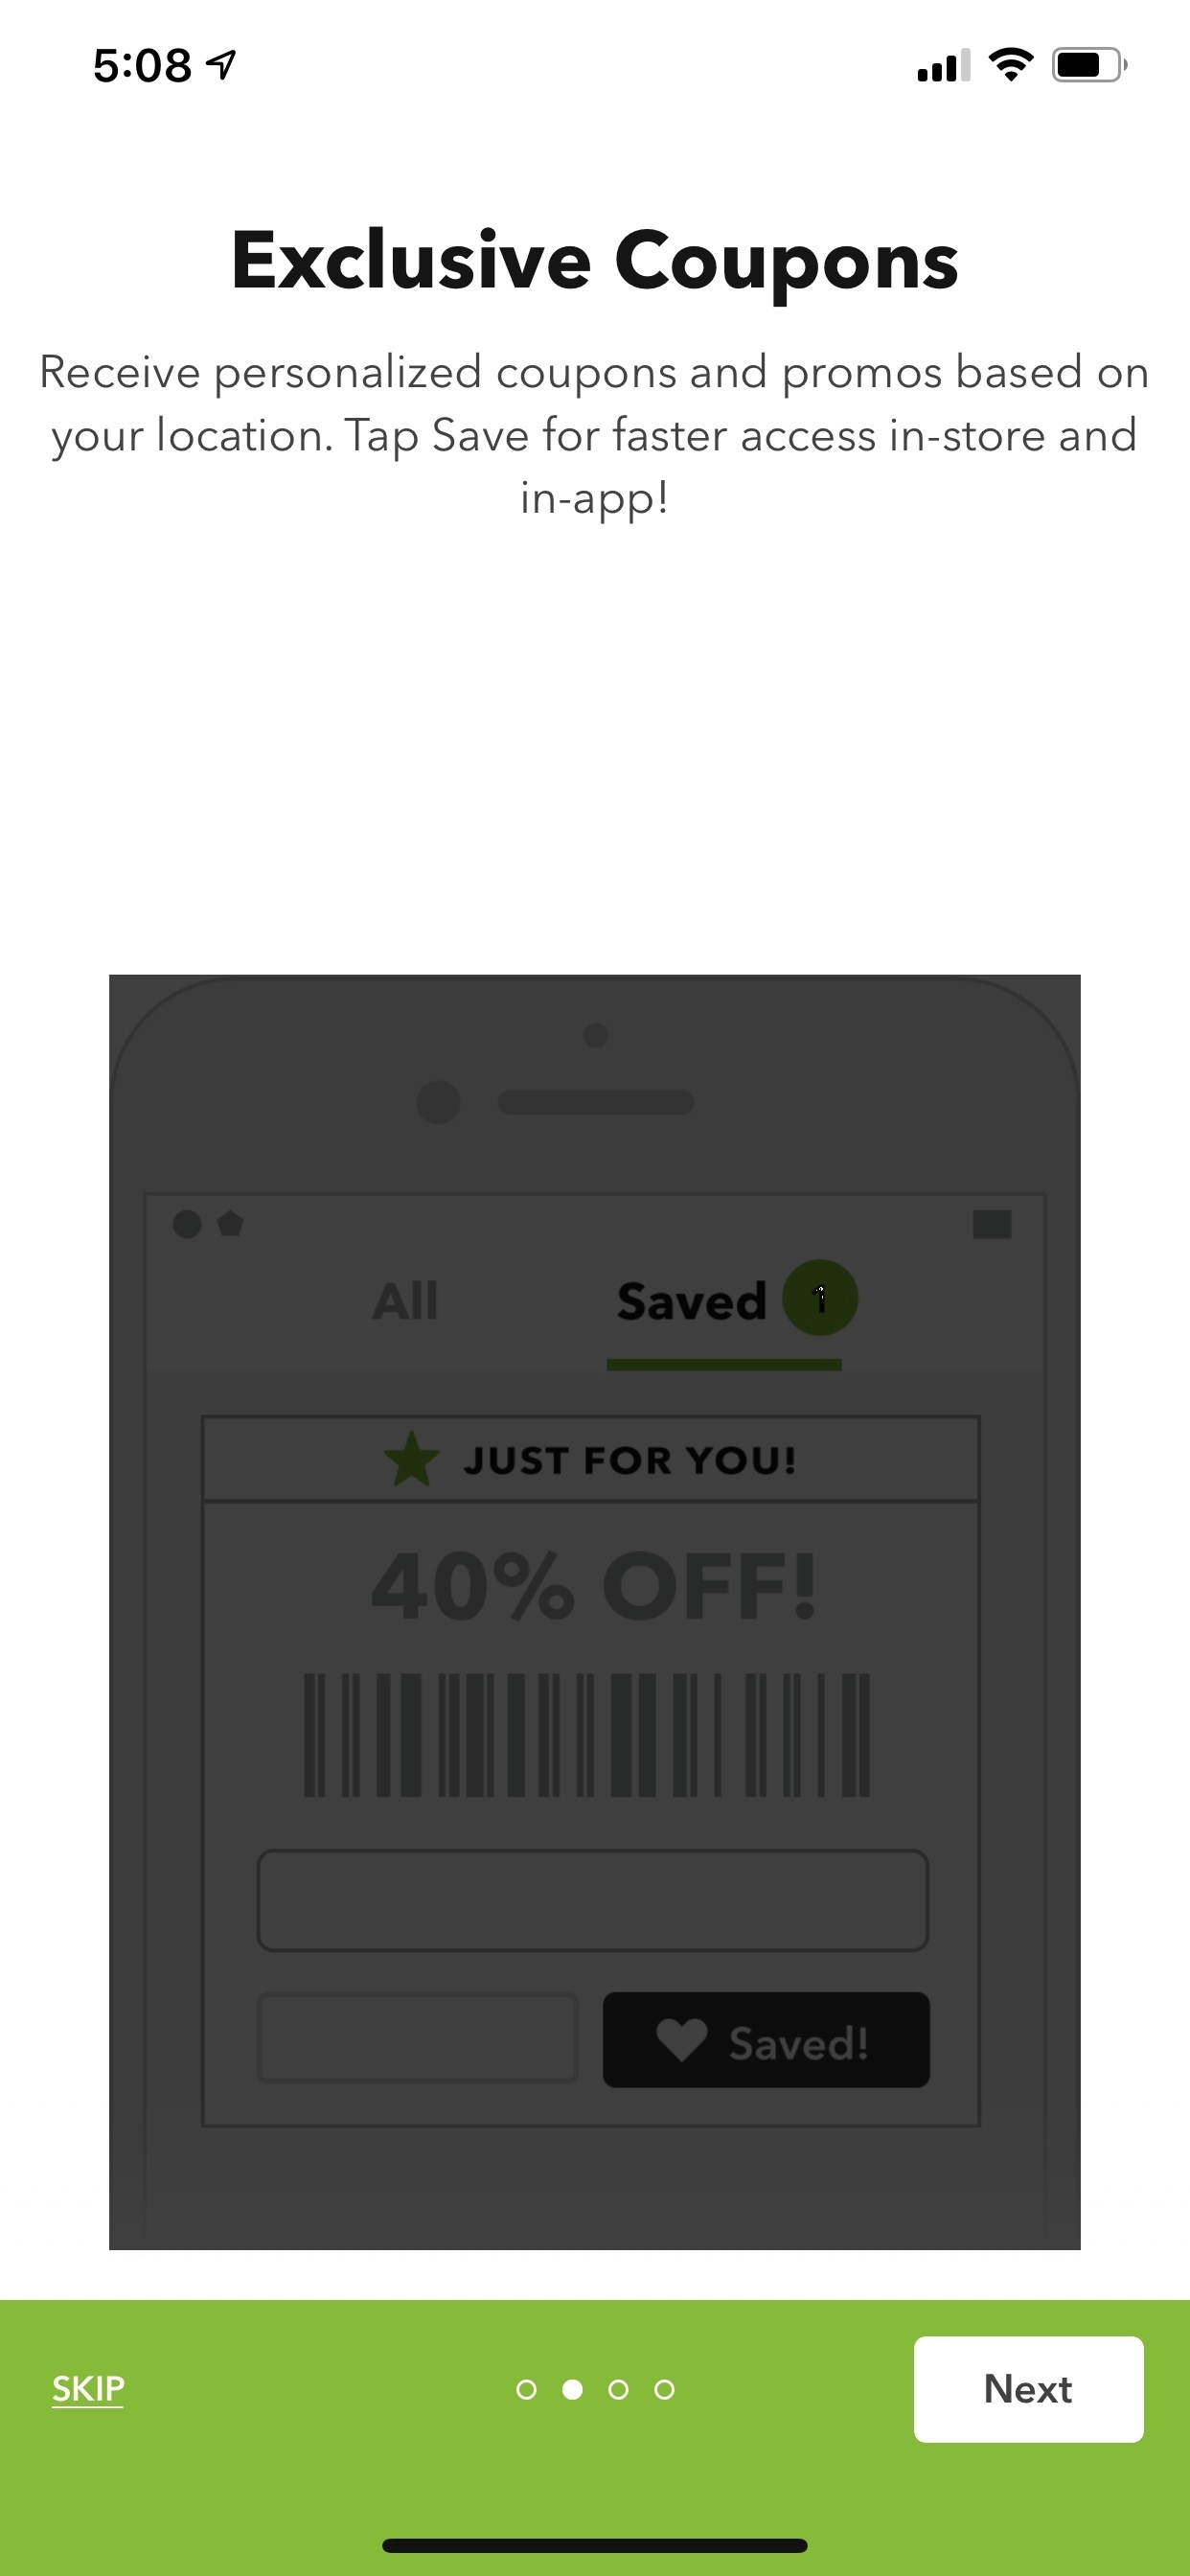 5:08
Exclusive Coupons
Receive personalized coupons and promos based on
your location. Tap Save for faster access in-store and
in-app!
All
Saved 1
JUST FOR YOU!
40% OFF!
Saved!
SKIP
Next